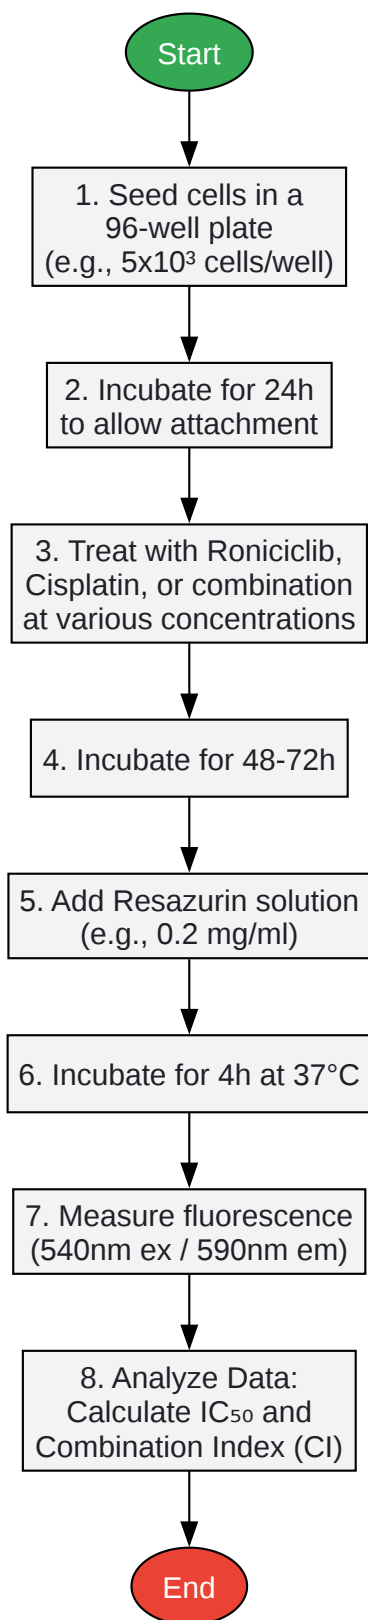 Start
1. Seed cells in a
96-well plate
(e.g., 5x10³ cells/well)
2. Incubate for 24h
to allow attachment
3. Treat with Roniciclib,
Cisplatin, or combination
at various concentrations
4. Incubate for 48-72h
5. Add Resazurin solution
(e.g., 0.2 mg/ml)
6. Incubate for 4h at 37°C
7. Measure fluorescence
(540nm ex / 590nm em)
8. Analyze Data:
Calculate IC₅₀ and
Combination Index (CI)
End